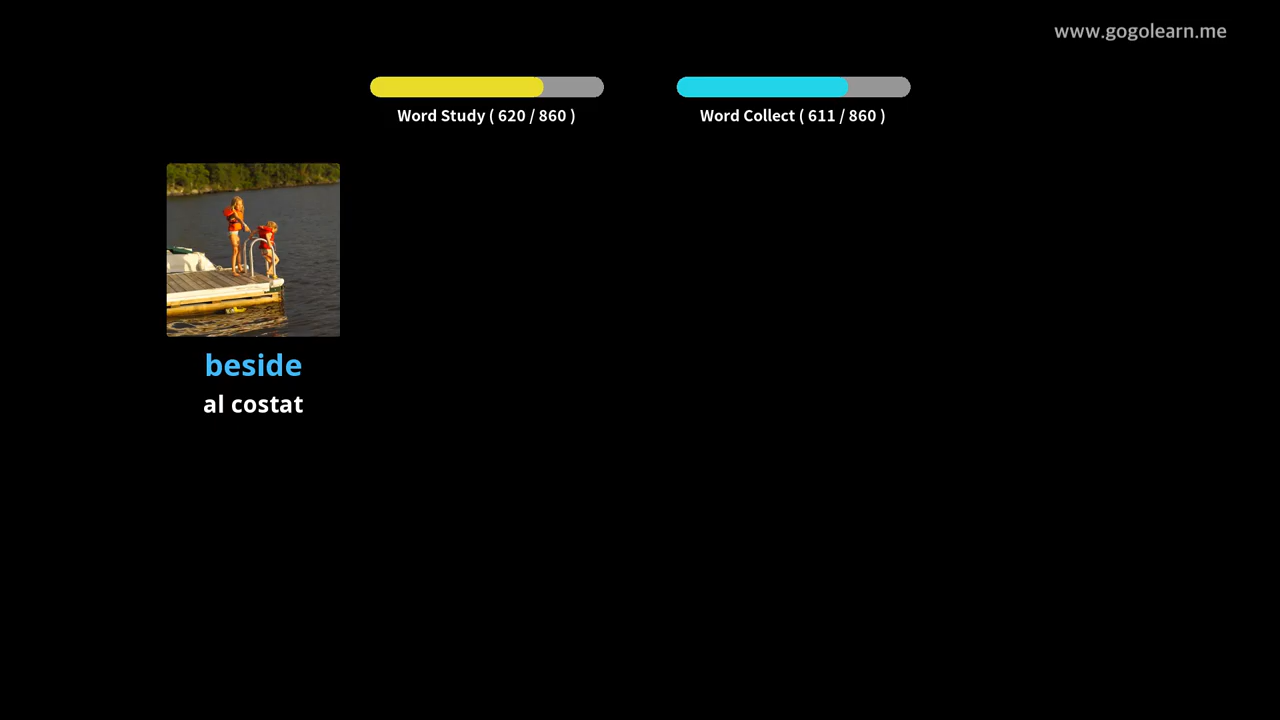 www.gogolearn.me
Word Study ( 620 / 860 )
Word Collect ( 611 / 860 )
beside
al costat